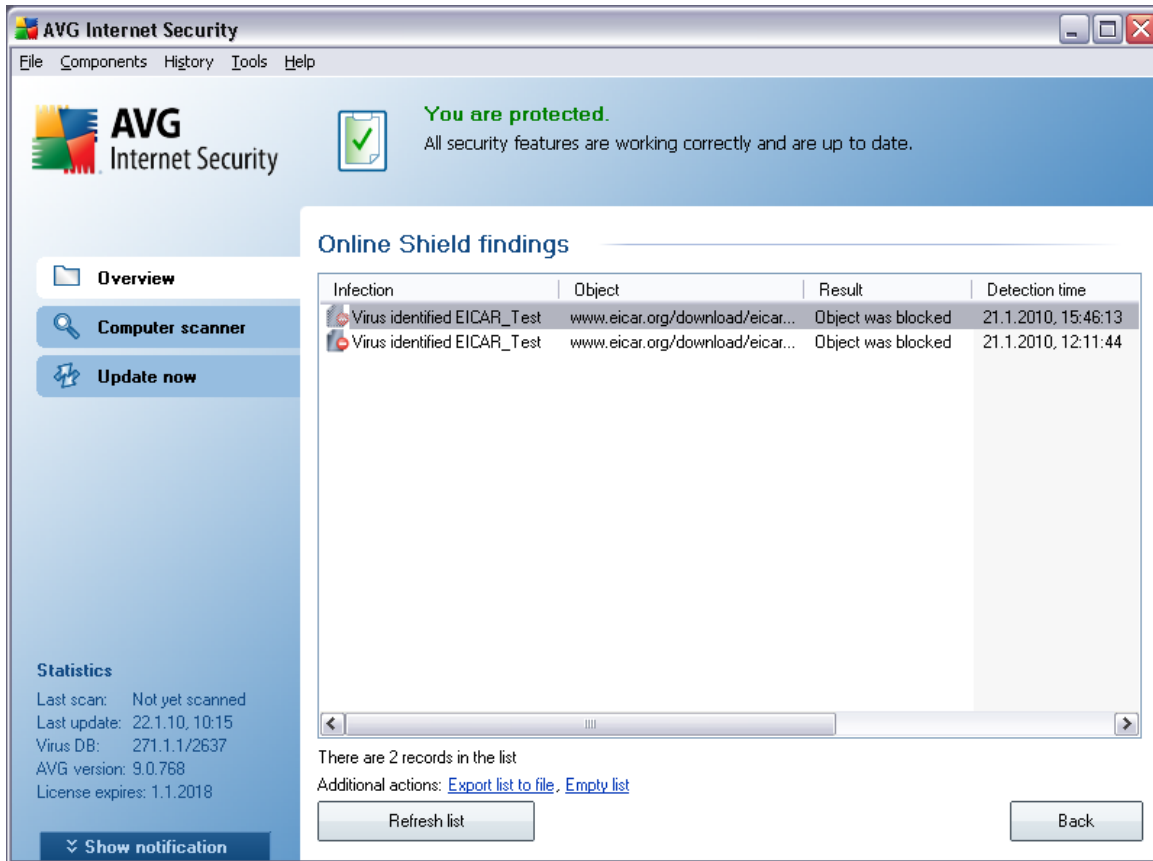 AVG Internet Security
File Components History Tools Help
AVG
Internet Security
You are protected.
All security features are working correctly and are up to date.
Overview
Computer scanner
Update now
Online Shield findings
Infection Object Result Detection time
Virus identified EICAR_Test www.eicar.org/download/eicar... Object was blocked 21.1.2010, 15:46:13
Virus identified EICAR_Test www.eicar.org/download/eicar... Object was blocked 21.1.2010, 12:11:44
There are 2 records in the list
Additional actions: Export list to file, Empty list
Refresh list
Back
Statistics
Last scan: Not yet scanned
Last update: 22.1.10, 10:15
Virus DB: 271.1.1/2637
AVG version: 9.0.768
License expires: 1.1.2018
Show notification